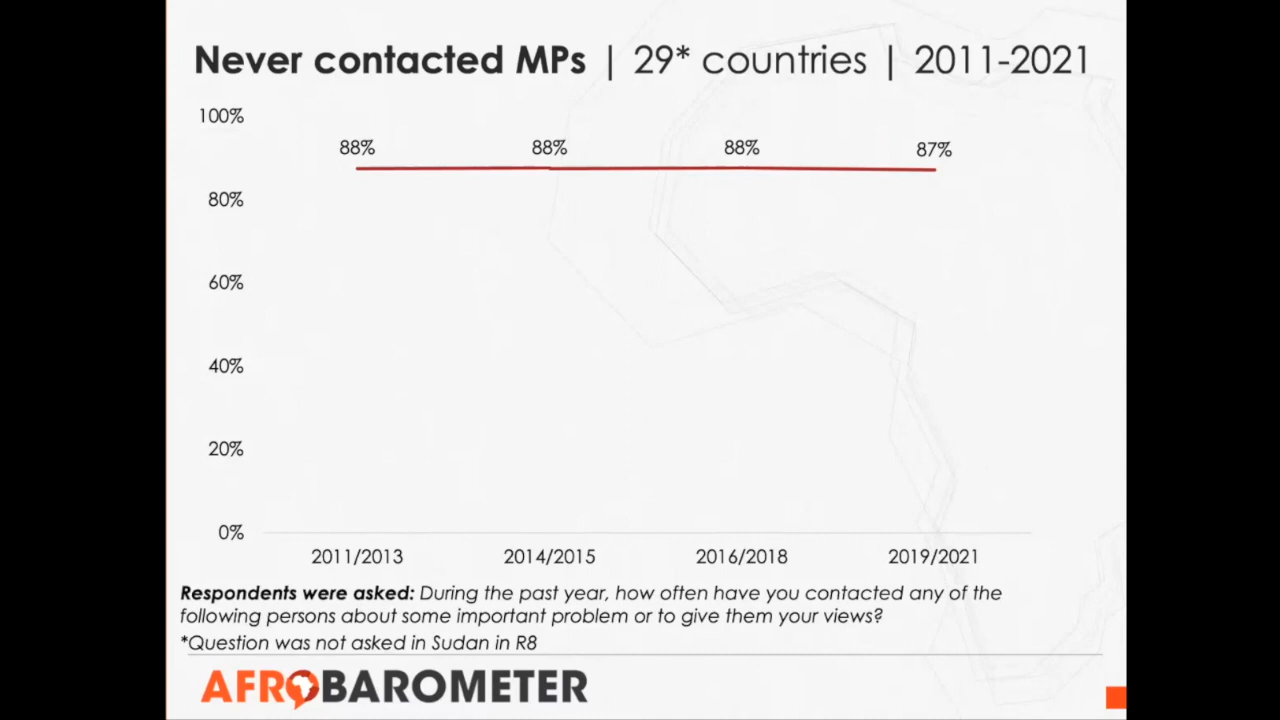 Never contacted MPs | 29* countries | 2011-2021
100%
88% 88% 88% 87%
80%
60%
40%
20%
0%
2011/2013 2014/2015 2016/2018 2019/2021
Respondents were asked: During the past year, how often have you contacted any of the
following persons about some important problem or to give them your views?
*Question was not asked in Sudan in R8
AFROBAROMETER